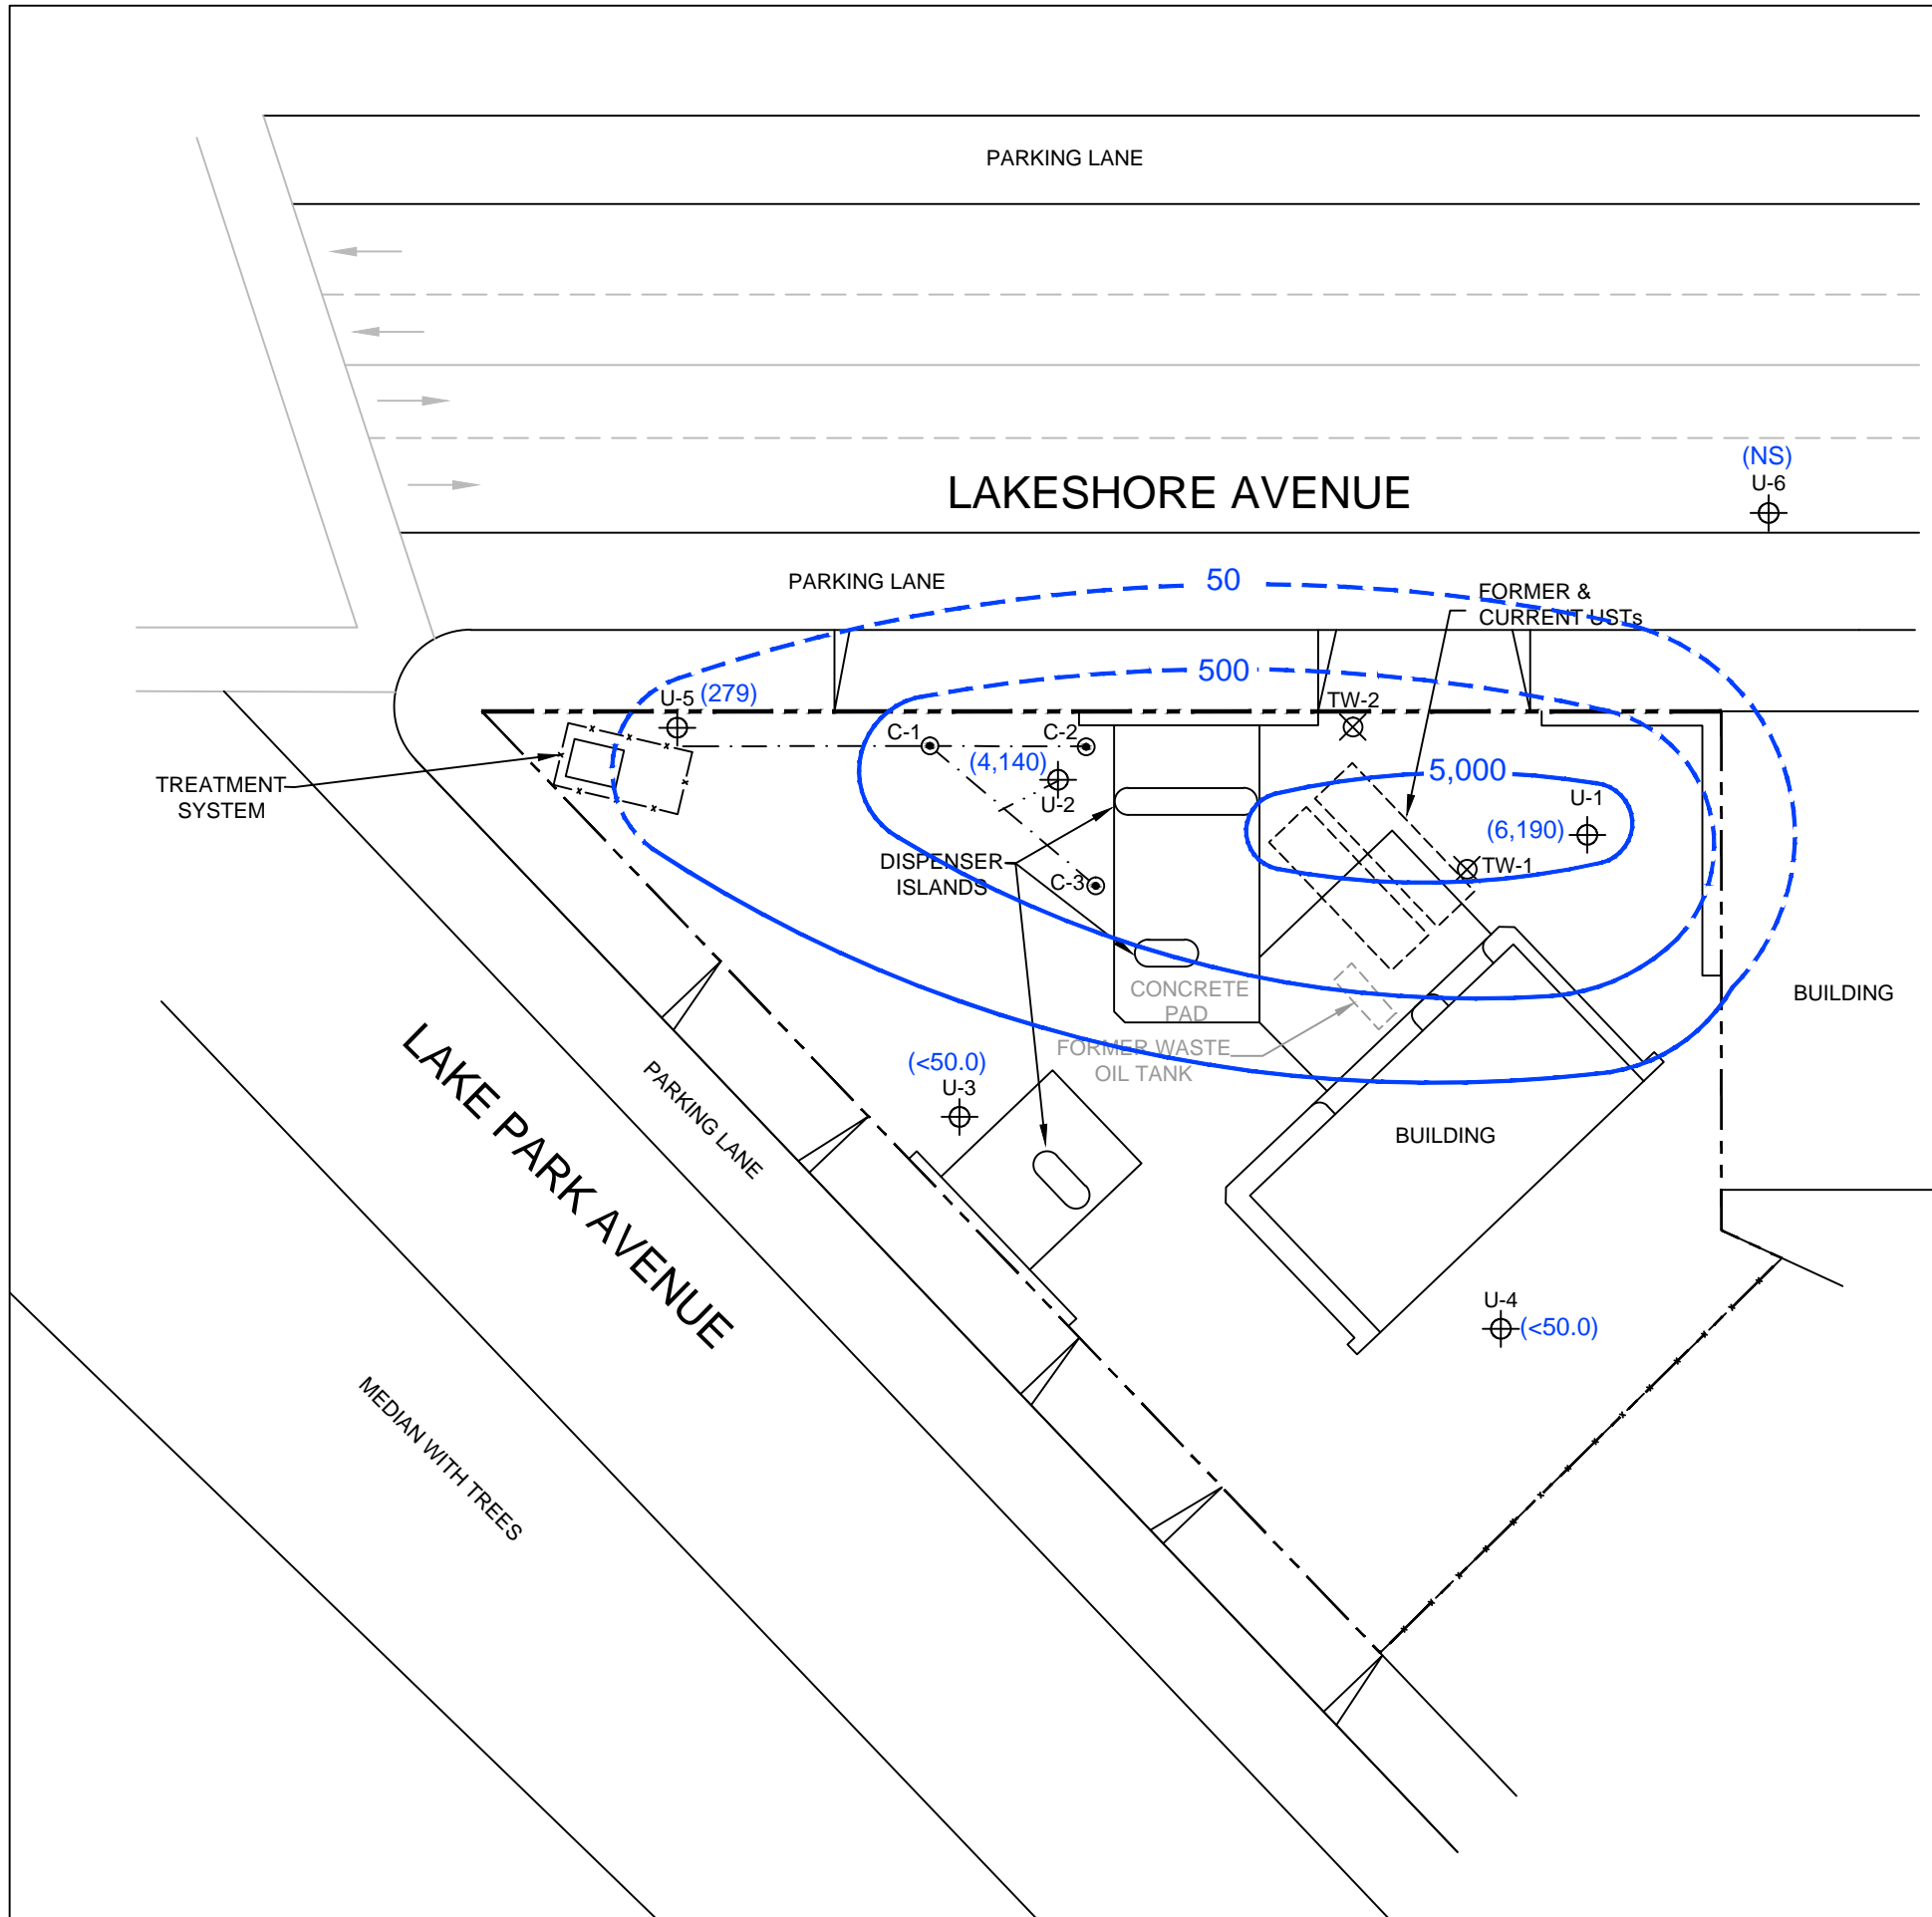 PARKING LANE
(NS)
U-6
LAKESHORE AVENUE
PARKING LANE
50
FORMER &
CURRENT USTs
500
U-5
(279)
TW-2
C-1
C-2
(4,140)
U-2
5,000
U-1
(6,190)
TREATMENT
SYSTEM
DISPENSER
ISLANDS
C-3
TW-1
CONCRETE
PAD
BUILDING
FORMER WASTE
OIL TANK
(<50.0)
U-3
LAKE PARK AVENUE
PARKING LANE
BUILDING
U-4
(<50.0)
MEDIAN WITH TREES